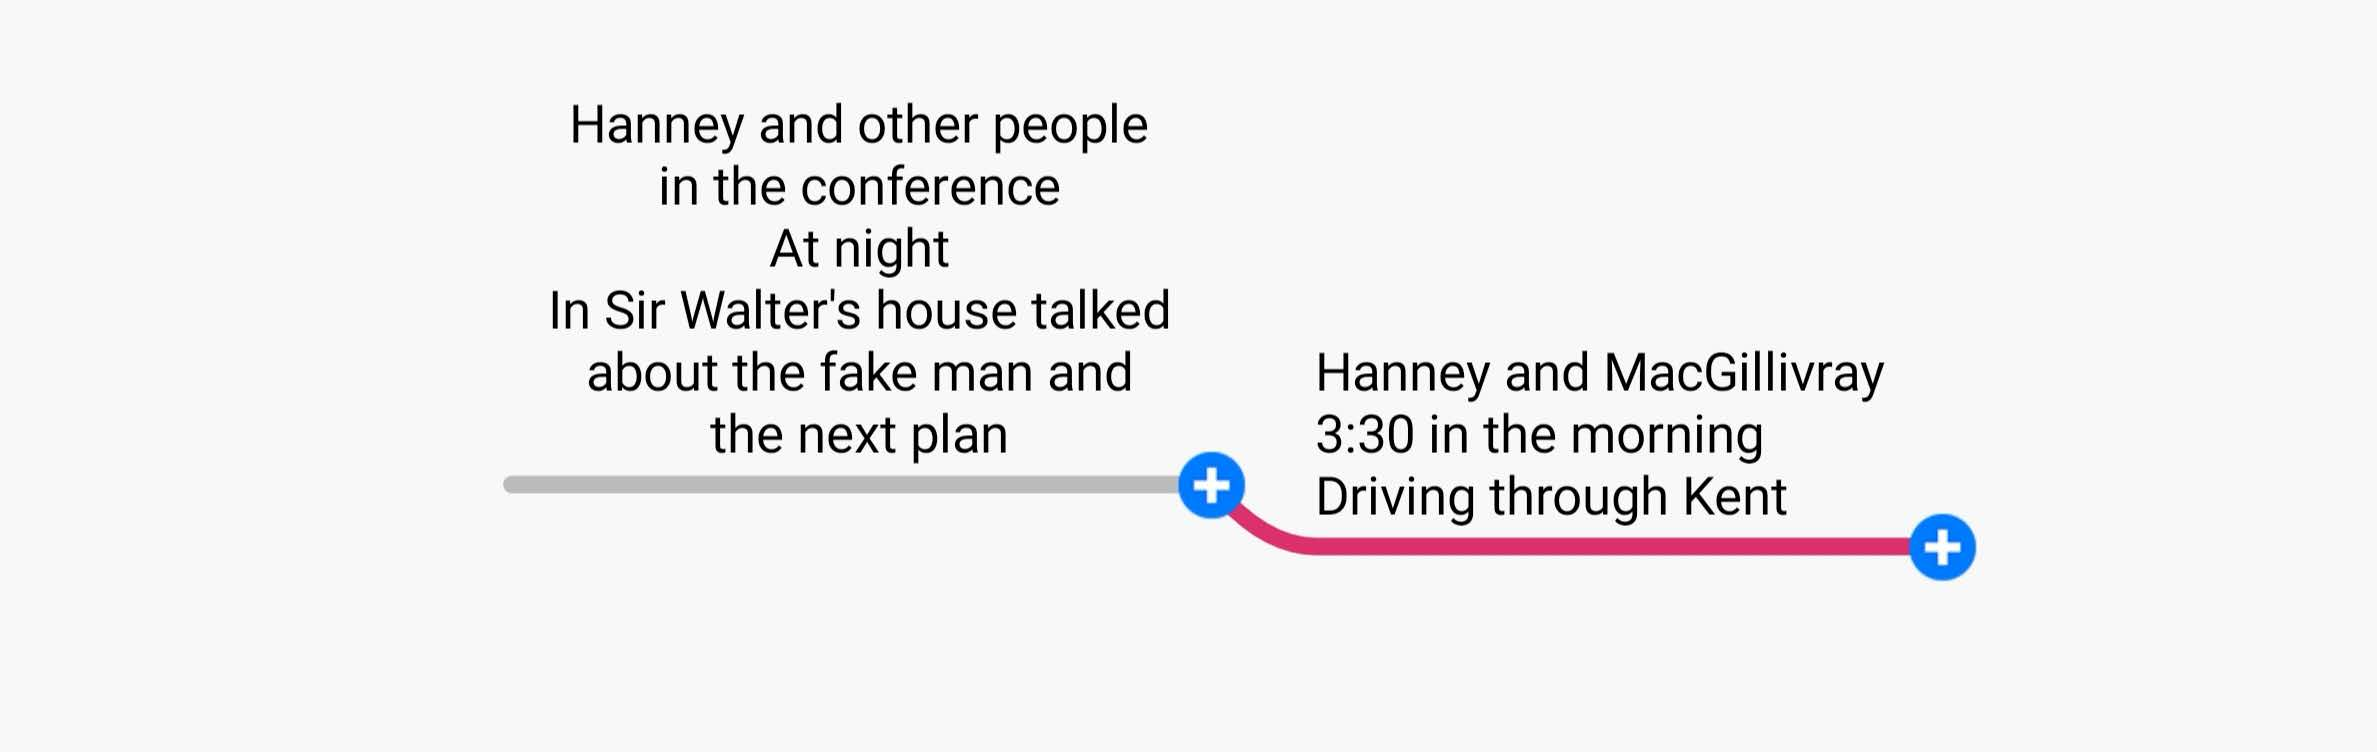 Hanney and other people
in the conference
At night
In Sir Walter's house talked
about the fake man and
the next plan
Hanney and MacGillivray
3:30 in the morning
Driving through Kent